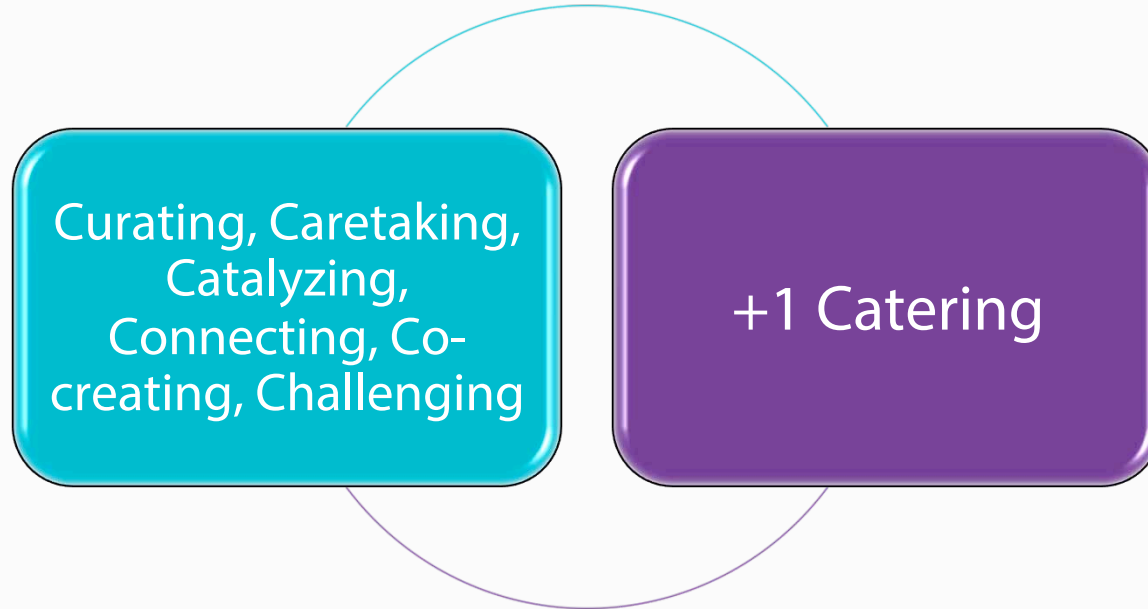 Curating, Caretaking,
Catalyzing,
Connecting, Co-
creating, Challenging
+1 Catering